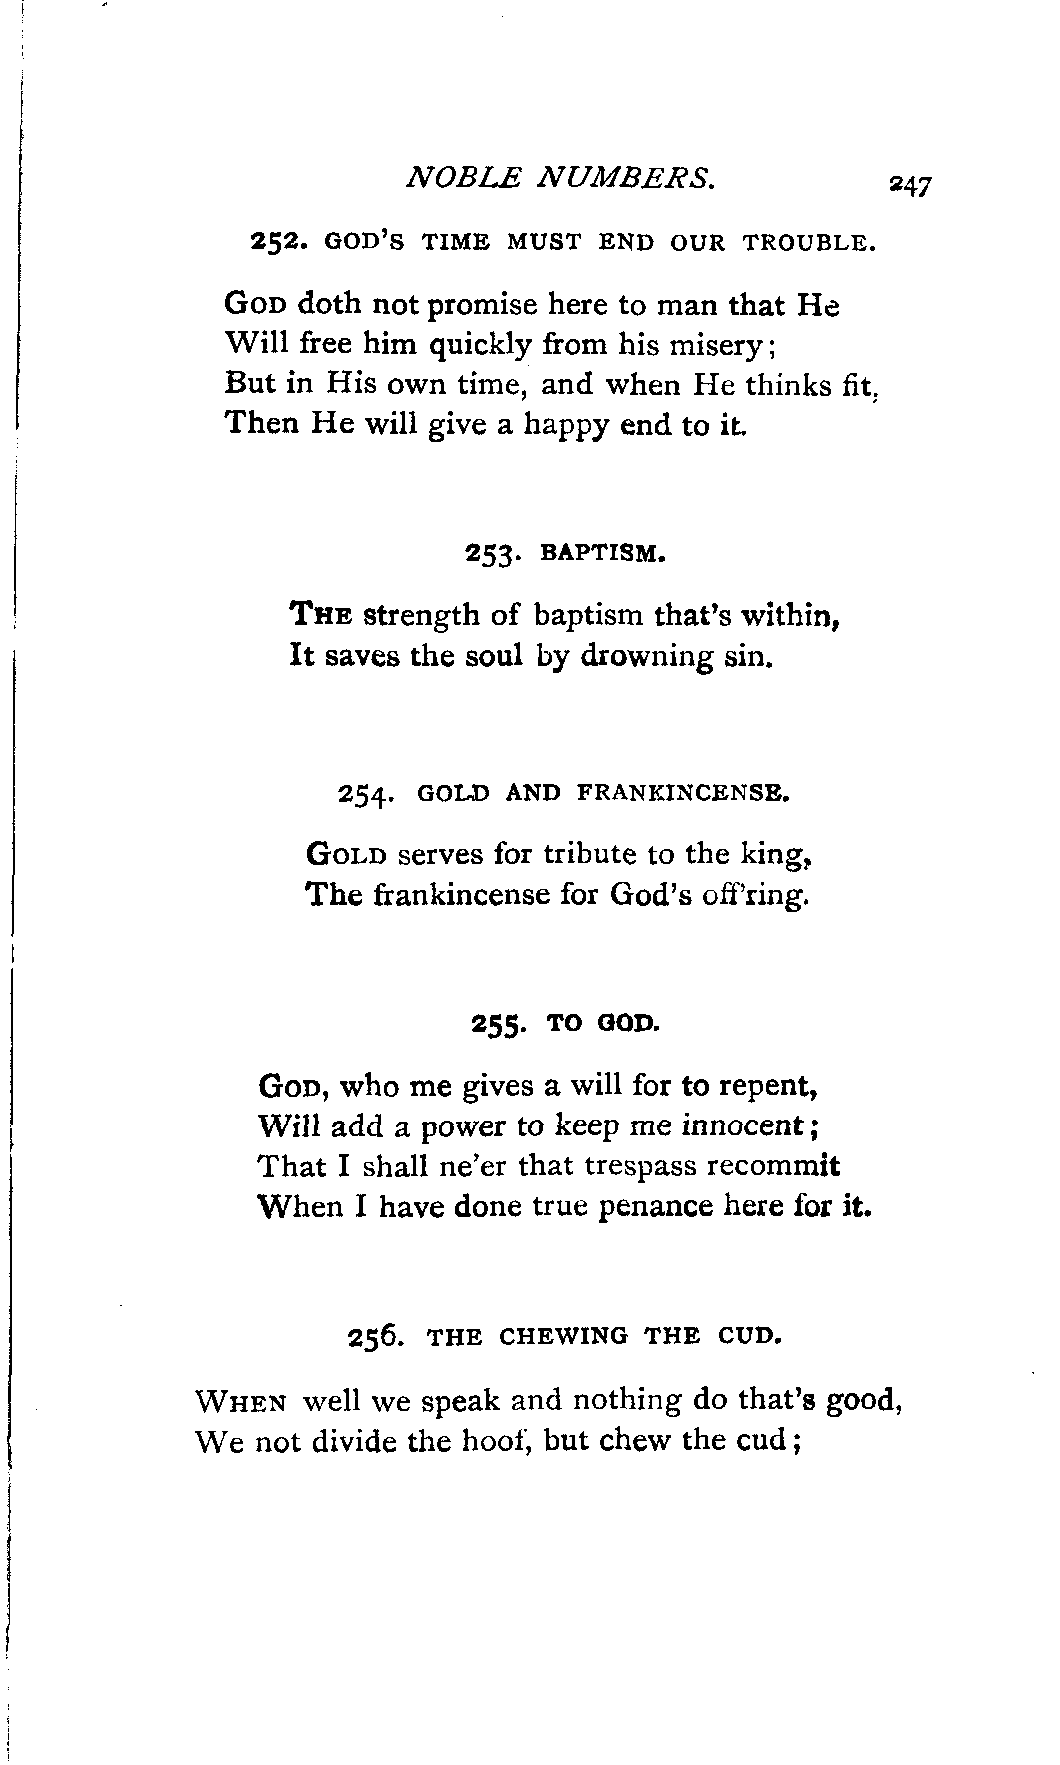 NOBLE NUMBERS. 247
252. GOD'S TIME MUST END OUR TROUBLE.
GOD doth not promise here to man that He
Will free him quickly from his misery;
But in His own time, and when He thinks fit,
Then He will give a happy end to it.
253. BAPTISM.
THE strength of baptism that's within,
It saves the soul by drowning sin.
254. GOLD AND FRANKINCENSE.
GOLD serves for tribute to the king,
The frankincense for God's off'ring.
255. TO GOD.
GOD, who me gives a will for to repent,
Will add a power to keep me innocent;
That I shall ne'er that trespass recommit
When I have done true penance here for it.
256. THE CHEWING THE CUD.
WHEN well we speak and nothing do that's good,
We not divide the hoof, but chew the cud;